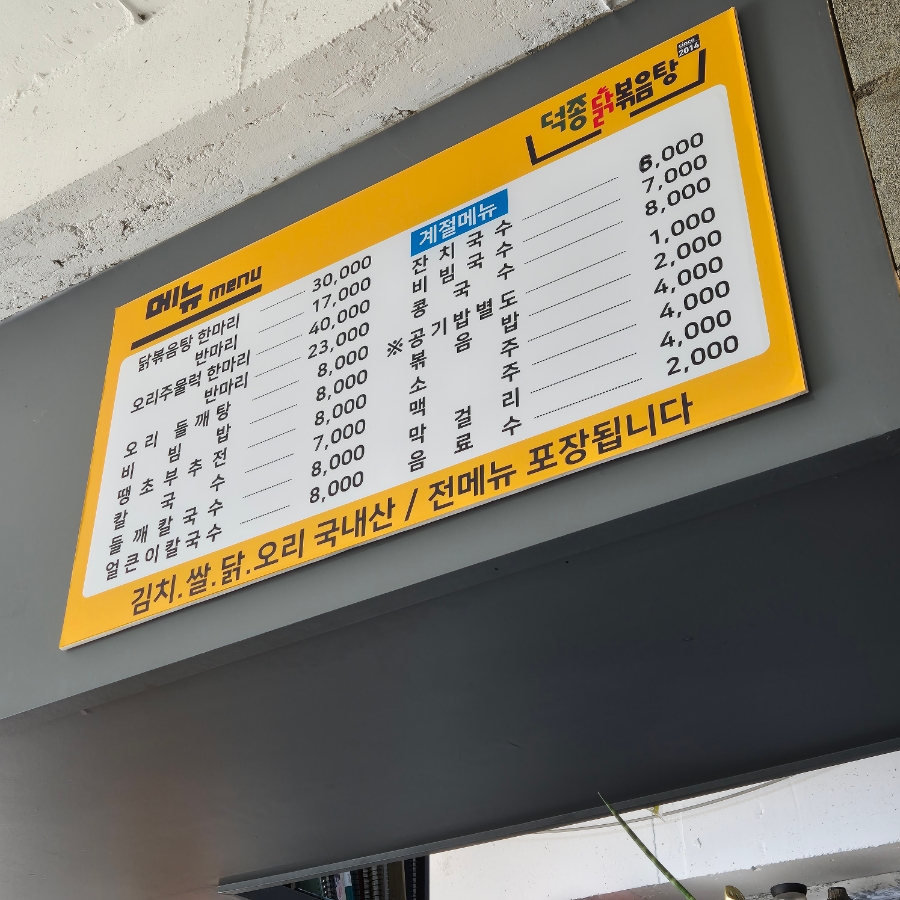 덕종닭볶음탕
since 2014
메뉴 menu
닭볶음탕 한마리 30,000
반마리 17,000
오리주물럭 한마리 40,000
반마리 23,000
오리들깨탕 8,000
비빔밥 8,000
땡초부추전 8,000
칼국수 7,000
들깨칼국수 8,000
얼큰이칼국수 8,000
계절메뉴
잔치국수 6,000
비빔국수 7,000
콩국수 8,000
※공기밥별도 1,000
볶음밥 2,000
소주 4,000
맥주 4,000
막걸리 4,000
음료수 2,000
김치.쌀.닭.오리 국내산 / 전메뉴 포장됩니다